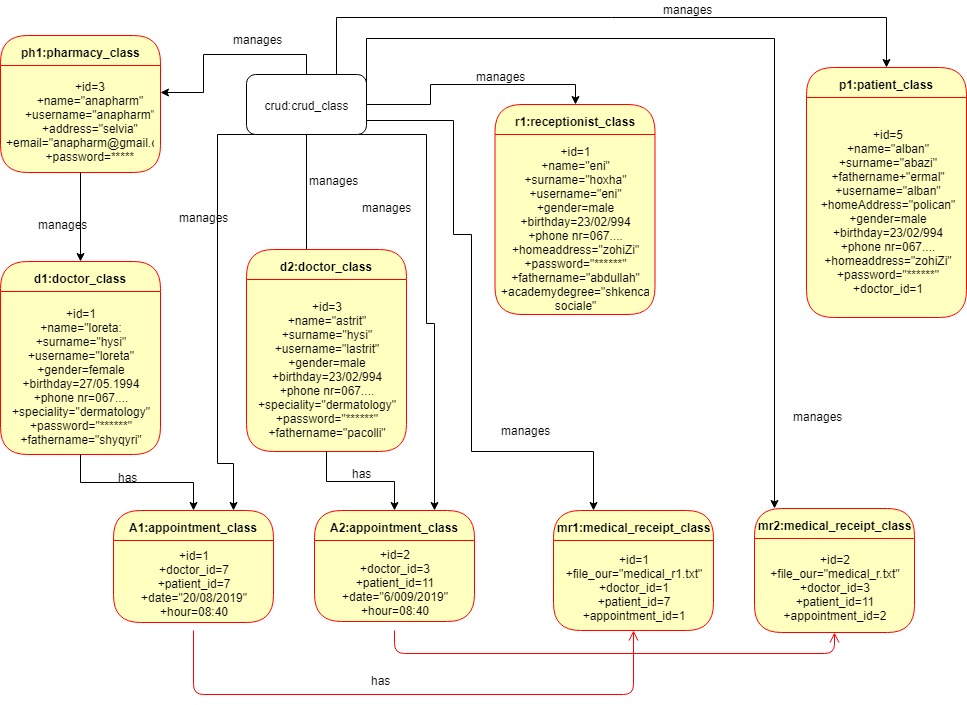 manages
manages
ph1:pharmacy_class
+id=3
+name="anapharm"
+username="anapharm"
+address="selvia"
+email="anapharm@gmail.c
+password=*****
crud:crud_class
manages
r1:receptionist_class
+id=1
+name="eni"
+surname="hoxha"
+username="eni"
+gender=male
+birthday=23/02/994
+phone nr=067....
+homeaddress="zohiZi"
+password="******"
+fathername="abdullah"
+academydegree="shkenca
sociale"
p1:patient_class
+id=5
+name="alban"
+surname="abazi"
+fathername+"ermal"
+username="alban"
+homeAddress="polican"
+gender=male
+birthday=23/02/994
+phone nr=067....
+homeaddress="zohiZi"
+password="******"
+doctor_id=1
manages
manages
manages
manages
d1:doctor_class
+id=1
+name="loreta:
+surname="hysi"
+username="loreta"
+gender=female
+birthday=27/05.1994
+phone nr=067...
+speciality="dermatology"
+password="******"
+fathername="shyqyri"
d2:doctor_class
+id=3
+name="astrit"
+surname="hysi"
+username="lastrit"
+gender=male
+birthday=23/02/994
+phone nr=067....
+speciality="dermatology"
+password="******"
+fathername="pacolli"
manages
manages
has
has
A1:appointment_class
+id=1
+doctor_id=7
+patient_id=7
+date="20/08/2019"
+hour=08:40
A2:appointment_class
+id=2
+doctor_id=3
+patient_id=11
+date="6/009/2019"
+hour=08:40
mr1:medical_receipt_class
+id=1
+file_our="medical_r1.txt"
+doctor_id=1
+patient_id=7
+appointment_id=1
mr2:medical_receipt_class
+id=2
+file_our="medical_r.txt"
+doctor_id=3
+patient_id=11
+appointment_id=2
has